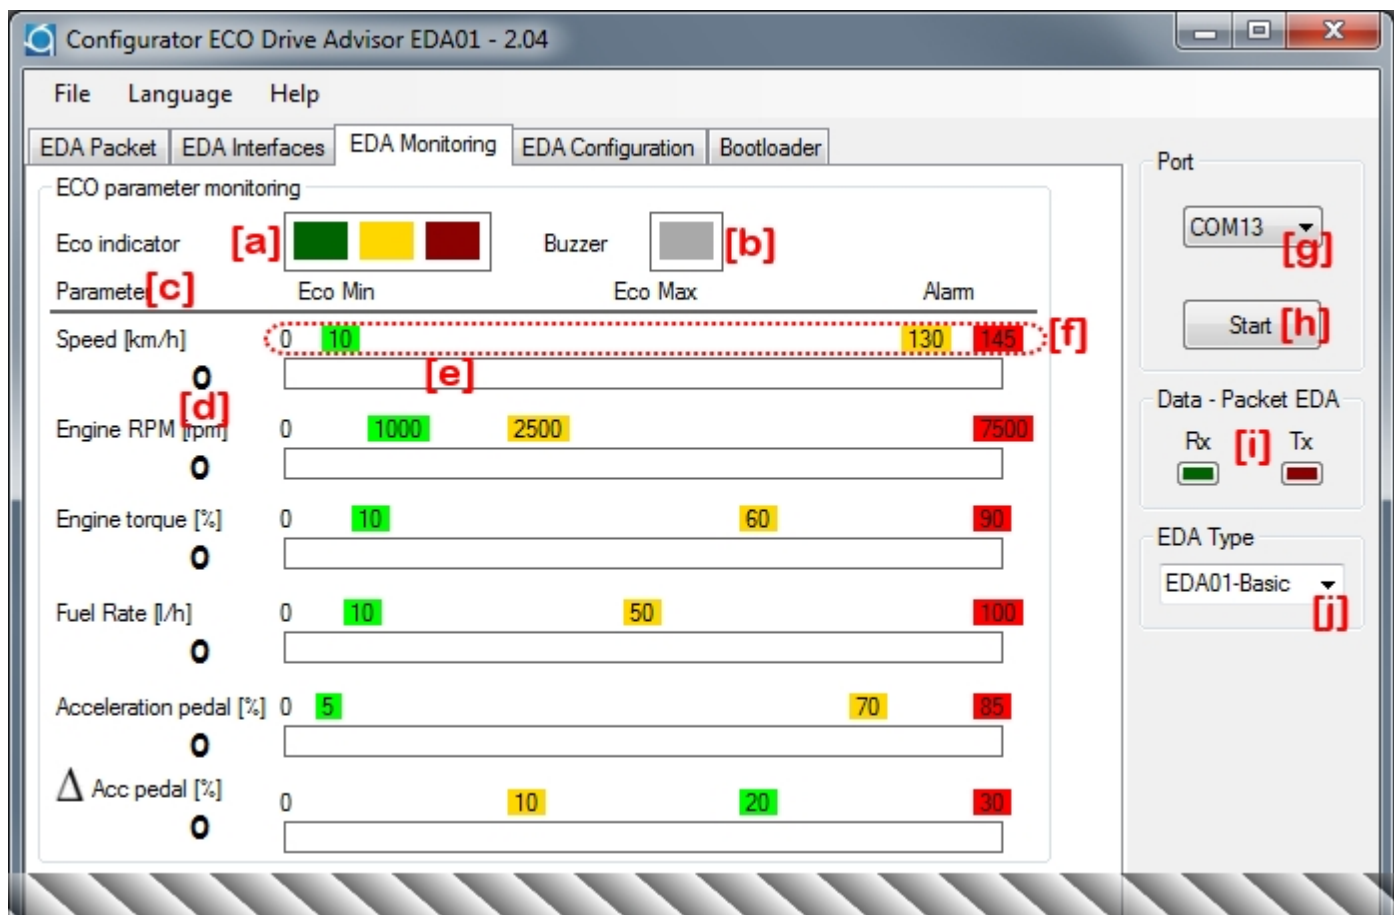 Configurator ECO Drive Advisor EDA01 - 2.04
File Language Help
EDA Packet EDA Interfaces EDA Monitoring EDA Configuration Bootloader
ECO parameter monitoring
Eco indicator [a] Buzzer [b]
Parameter [c] Eco Min Eco Max Alarm
Speed [km/h] 0 10 130 145 [f]
0 [e]
[d]
Engine RPM [rpm] 0 1000 2500 7500
0
Engine torque [%] 0 10 60 90
0
Fuel Rate [l/h] 0 10 50 100
0
Acceleration pedal [%] 0 5 70 85
0
Δ Acc pedal [%] 0 10 20 30
0
Port
COM13 [g]
Start [h]
Data - Packet EDA
Rx [i] Tx
EDA Type
EDA01-Basic
[j]